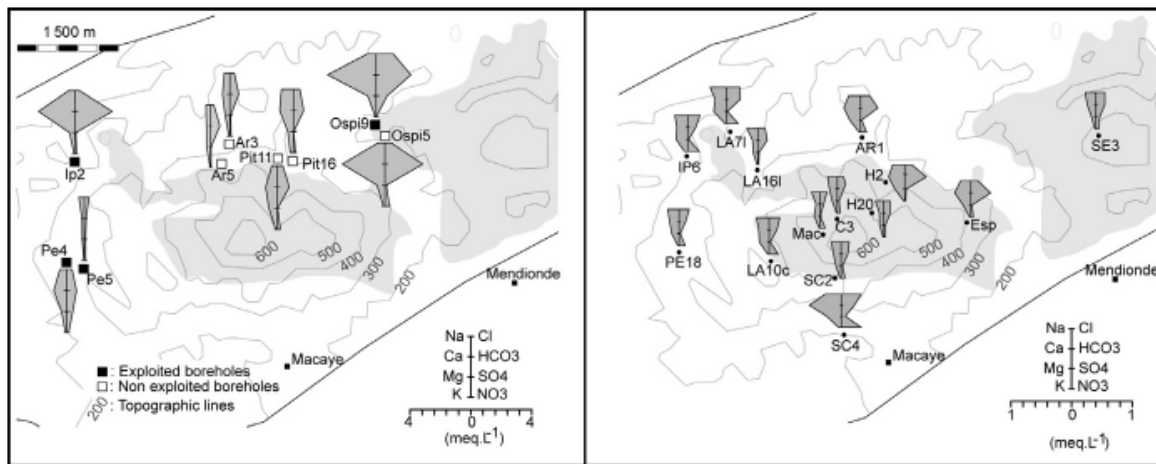 1 500 m
Ip2
Ar3
Ar5
Pit11
Pit16
Ospi9
Ospi5
Pe4
Pe5
600
500
400
300
200
Mendionde
Macaye
200
■ : Exploited boreholes
□ : Non exploited boreholes
: Topographic lines
Na Cl
Ca HCO3
Mg SO4
K NO3
4 0 4
(meq.L-1)
LA7l
IP6
LA16l
AR1
SE3
H2
H20
Esp
Mac
C3
PE18
LA10c
SC2
SC4
600
500
400
300
200
Mendionde
Macaye
Na Cl
Ca HCO3
Mg SO4
K NO3
1 0 1
(meq.L-1)